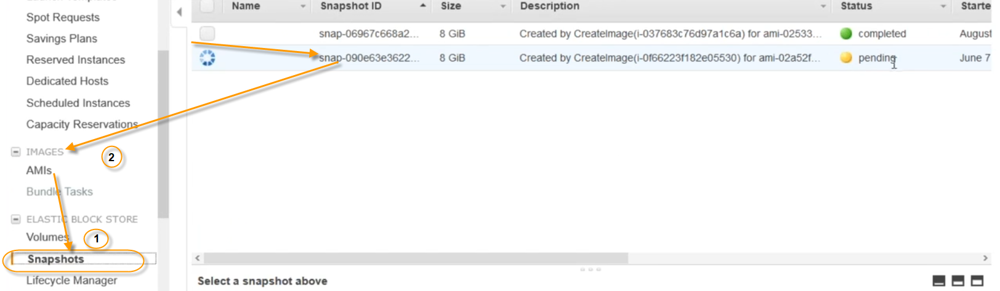 Spot Requests
Savings Plans
Reserved Instances
Dedicated Hosts
Scheduled Instances
Capacity Reservations
IMAGES
2
AMIs
Bundle Tasks
ELASTIC BLOCK STORE
Volumes
1
Snapshots
Lifecycle Manager
Name Snapshot ID Size Description Status Starte
snap-06967c668a2... 8 GiB Created by CreateImage(i-037683c76d97a1c6a) for ami-02533... completed August
snap-090e63e3622... 8 GiB Created by CreateImage(i-0f66223f182e05530) for ami-02a52f... pending June 7
Select a snapshot above